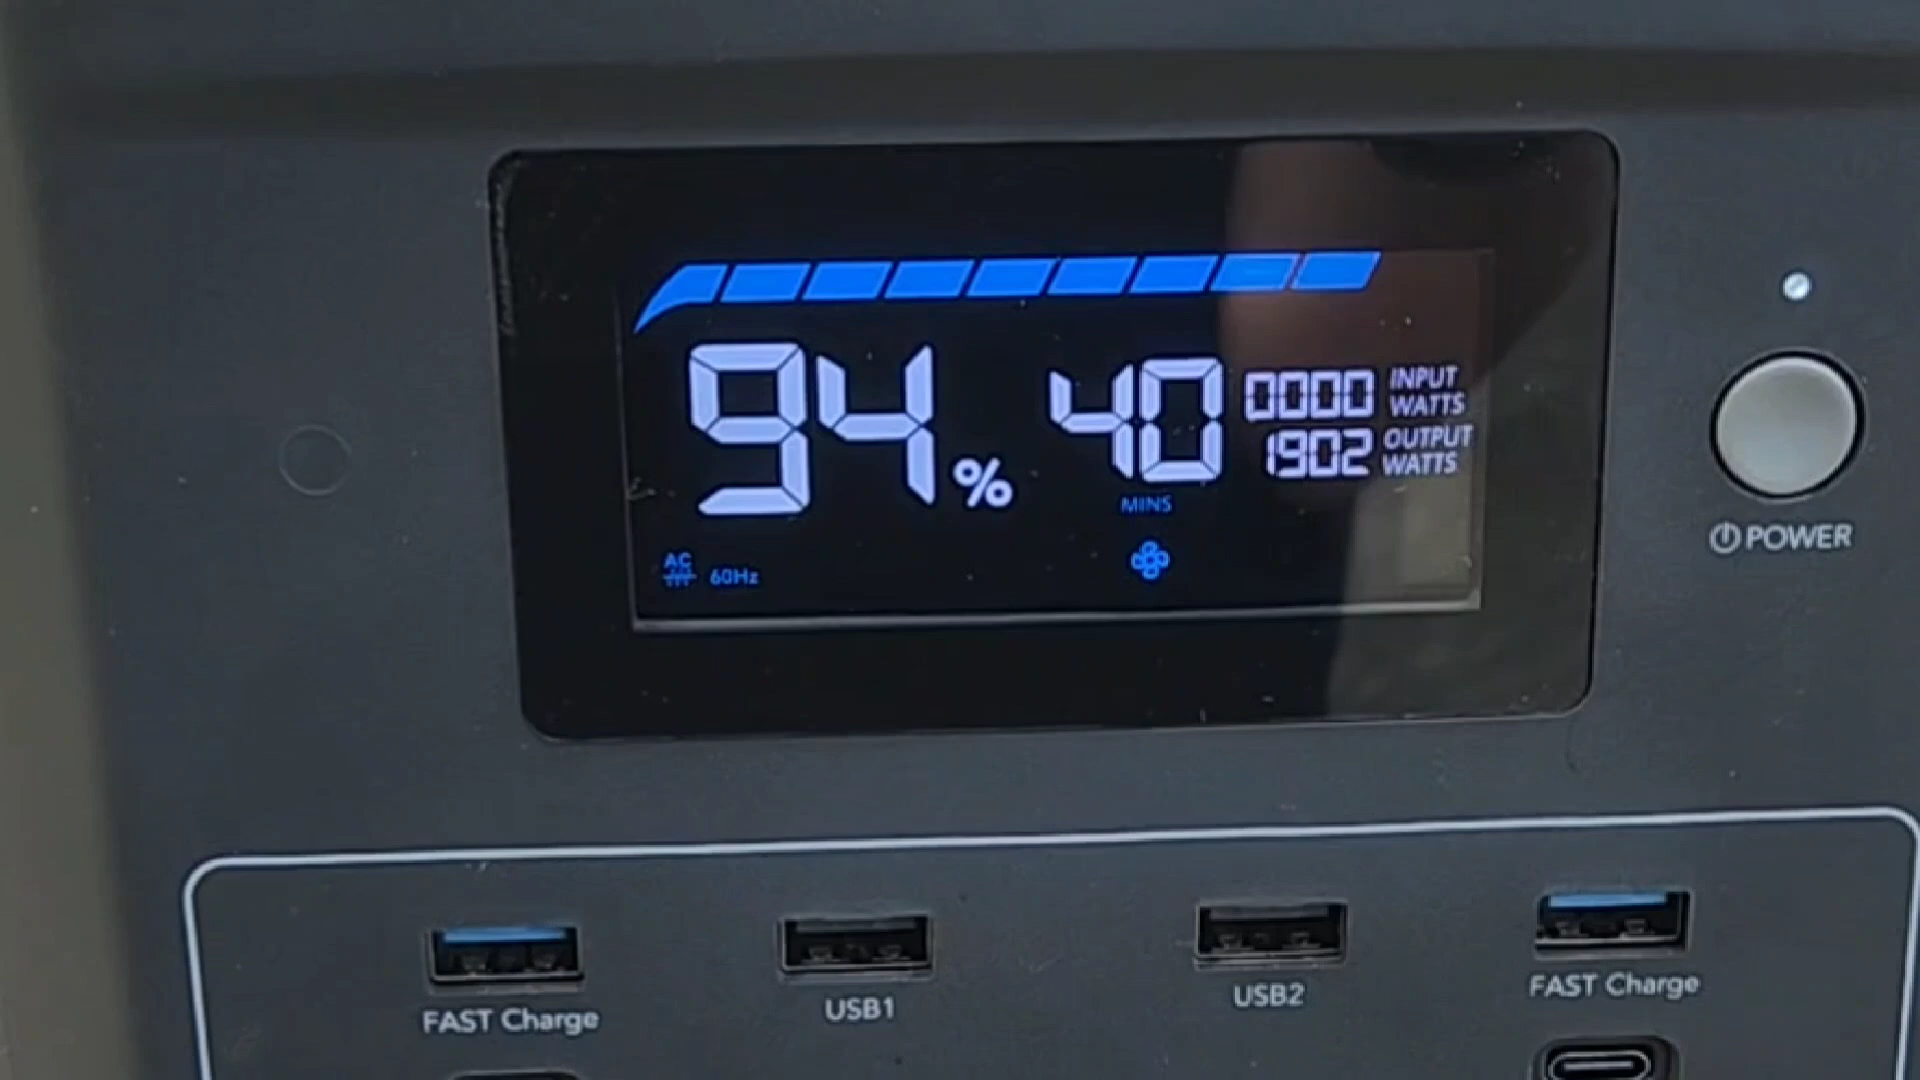 94% 40 0000 INPUT WATTS
1902 OUTPUT WATTS
MINS
AC 60Hz
POWER
FAST Charge USB1 USB2 FAST Charge